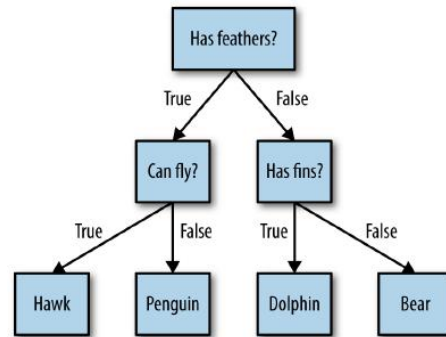 Has feathers?
True
False
Can fly?
Has fins?
True
False
True
False
Hawk
Penguin
Dolphin
Bear